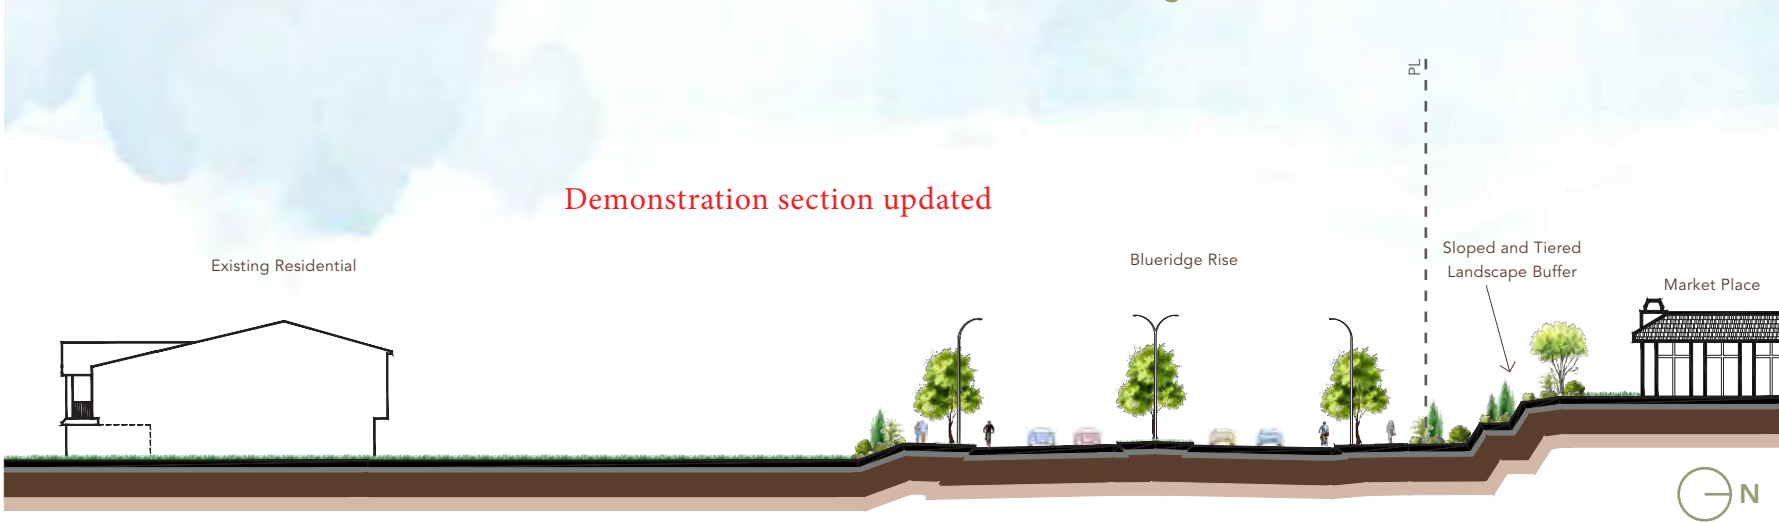 PL
Demonstration section updated
Existing Residential
Blueridge Rise
Sloped and Tiered
Landscape Buffer
Market Place
N